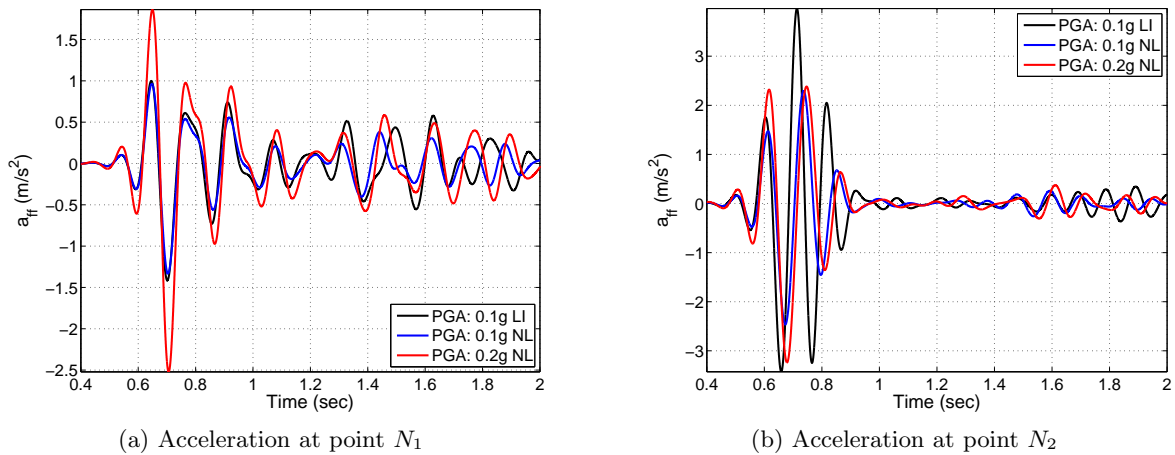 1.5
1
0.5
0
−0.5
−1
−1.5
−2
−2.5
a_ff (m/s²)
0.4 0.6 0.8 1 1.2 1.4 1.6 1.8 2
Time (sec)
PGA: 0.1g LI
PGA: 0.1g NL
PGA: 0.2g NL
(a) Acceleration at point N₁
3
2
1
0
−1
−2
−3
a_ff (m/s²)
0.4 0.6 0.8 1 1.2 1.4 1.6 1.8 2
Time (sec)
PGA: 0.1g LI
PGA: 0.1g NL
PGA: 0.2g NL
(b) Acceleration at point N₂